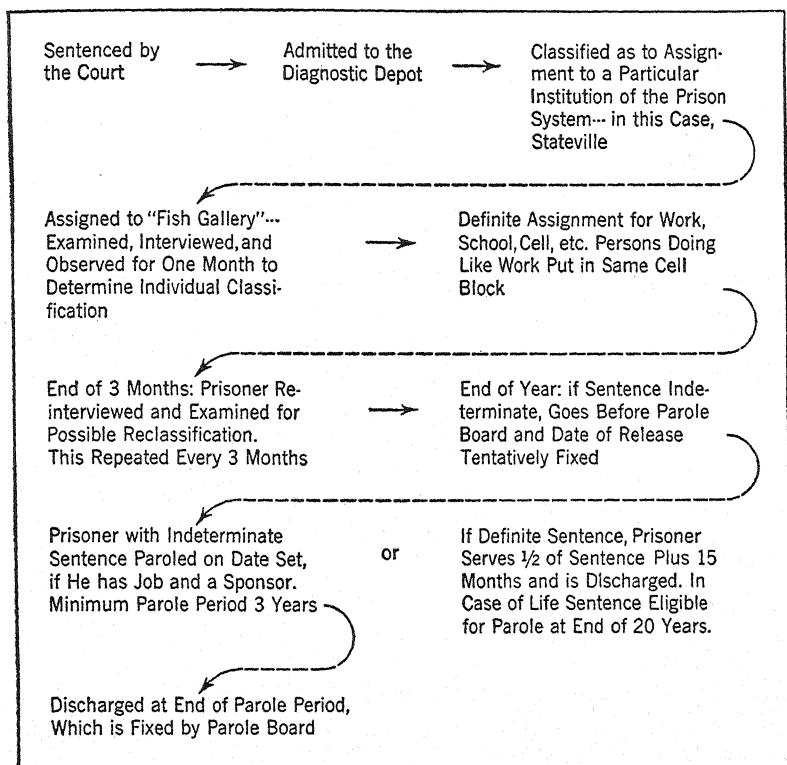 Sentenced by
the Court
Admitted to the
Diagnostic Depot
Classified as to Assign-
ment to a Particular
Institution of the Prison
System--- in this Case,
Stateville
Assigned to "Fish Gallery"---
Examined, Interviewed, and
Observed for One Month to
Determine Individual Classi-
fication
Definite Assignment for Work,
School, Cell, etc. Persons Doing
Like Work Put in Same Cell
Block
End of 3 Months: Prisoner Re-
interviewed and Examined for
Possible Reclassification.
This Repeated Every 3 Months
End of Year: if Sentence Inde-
terminate, Goes Before Parole
Board and Date of Release
Tentatively Fixed
Prisoner with Indeterminate
Sentence Paroled on Date Set,
if He has Job and a Sponsor.
Minimum Parole Period 3 Years
or
If Definite Sentence, Prisoner
Serves ½ of Sentence Plus 15
Months and is Discharged. In
Case of Life Sentence Eligible
for Parole at End of 20 Years.
Discharged at End of Parole Period,
Which is Fixed by Parole Board